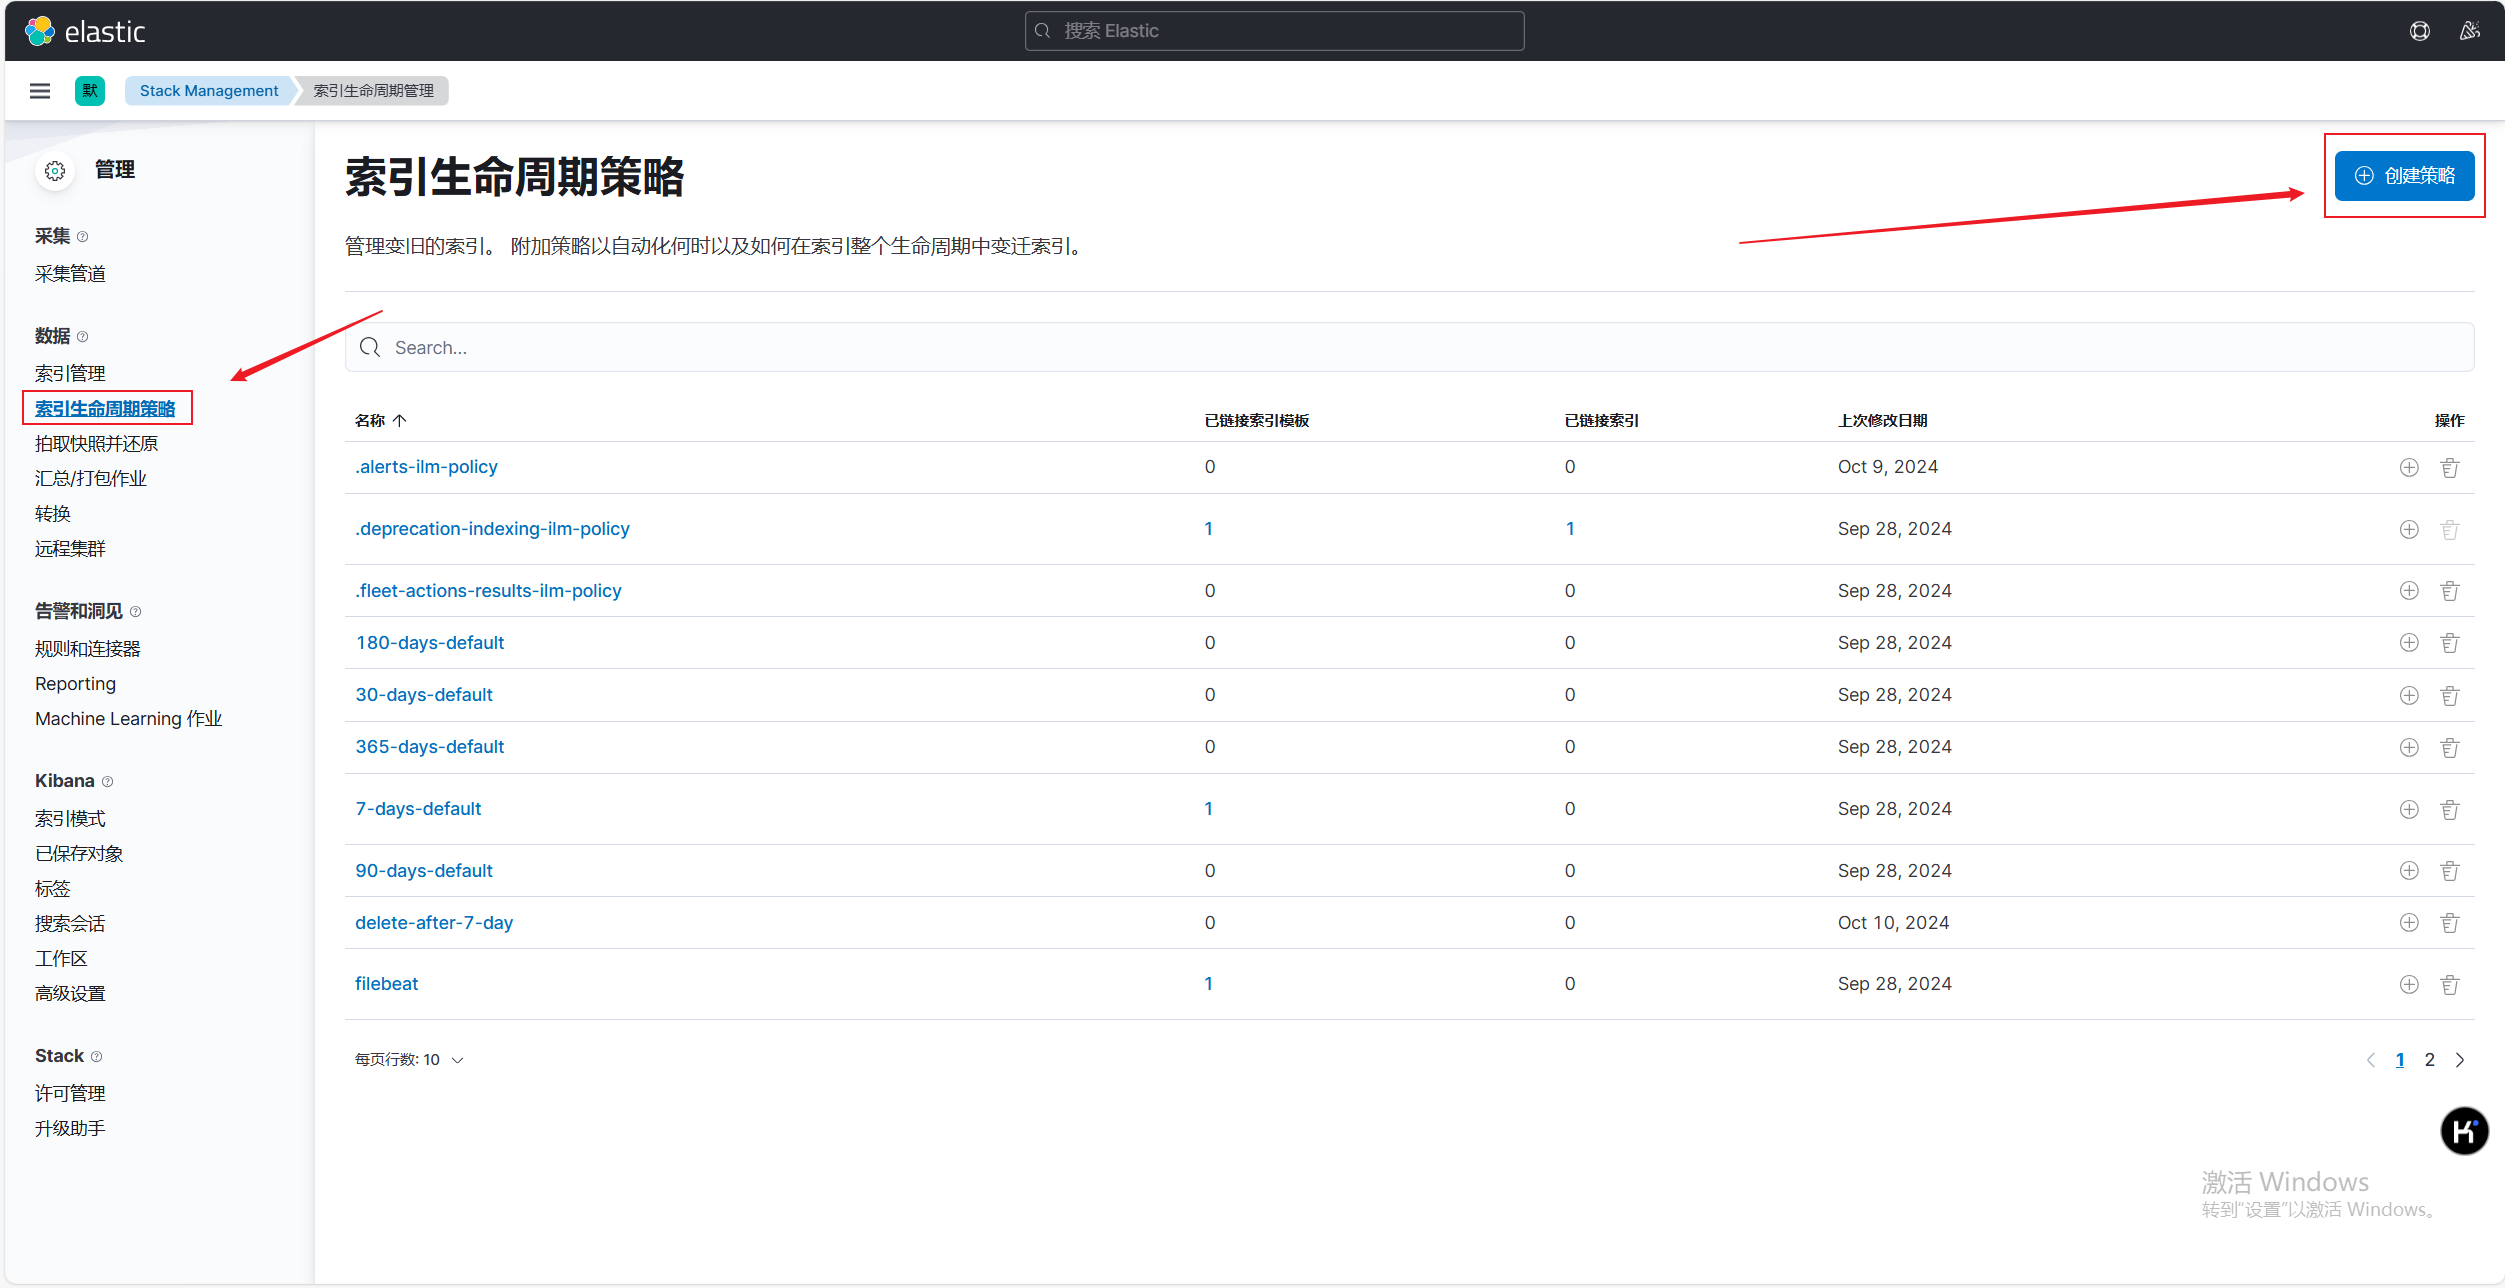 elastic
搜索 Elastic
默
Stack Management
索引生命周期管理
管理
采集
采集管道
数据
索引管理
索引生命周期策略
拍取快照并还原
汇总/打包作业
转换
远程集群
告警和洞见
规则和连接器
Reporting
Machine Learning 作业
Kibana
索引模式
已保存对象
标签
搜索会话
工作区
高级设置
Stack
许可管理
升级助手
索引生命周期策略
创建策略
管理变旧的索引。 附加策略以自动化何时以及如何在索引整个生命周期中变迁索引。
Search...
名称 已链接索引模板 已链接索引 上次修改日期 操作
.alerts-ilm-policy 0 0 Oct 9, 2024
.deprecation-indexing-ilm-policy 1 1 Sep 28, 2024
.fleet-actions-results-ilm-policy 0 0 Sep 28, 2024
180-days-default 0 0 Sep 28, 2024
30-days-default 0 0 Sep 28, 2024
365-days-default 0 0 Sep 28, 2024
7-days-default 1 0 Sep 28, 2024
90-days-default 0 0 Sep 28, 2024
delete-after-7-day 0 0 Oct 10, 2024
filebeat 1 0 Sep 28, 2024
每页行数: 10
1 2
激活 Windows
转到"设置"以激活 Windows。